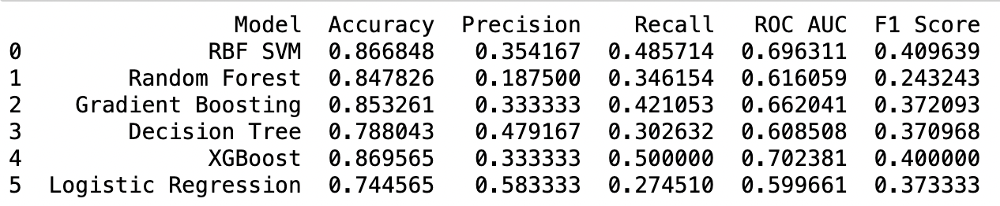 Model Accuracy Precision Recall ROC AUC F1 Score
0 RBF SVM 0.866848 0.354167 0.485714 0.696311 0.409639
1 Random Forest 0.847826 0.187500 0.346154 0.616059 0.243243
2 Gradient Boosting 0.853261 0.333333 0.421053 0.662041 0.372093
3 Decision Tree 0.788043 0.479167 0.302632 0.608508 0.370968
4 XGBoost 0.869565 0.333333 0.500000 0.702381 0.400000
5 Logistic Regression 0.744565 0.583333 0.274510 0.599661 0.373333